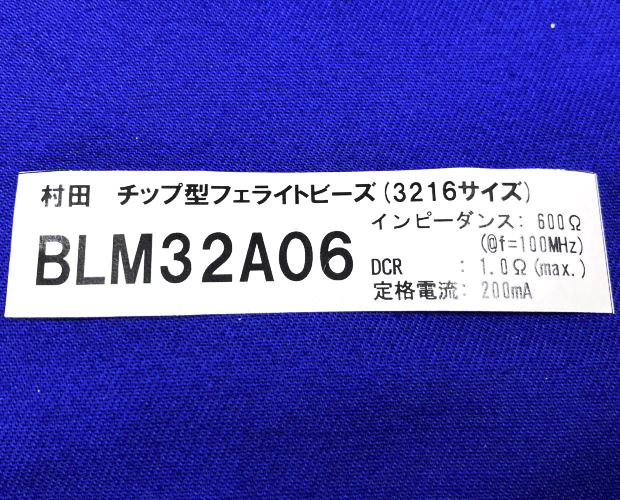 村田 チップ型フェライトビーズ(3216サイズ)
BLM32A06
インピーダンス: 600Ω
(@f=100MHz)
DCR : 1.0Ω(max.)
定格電流: 200mA